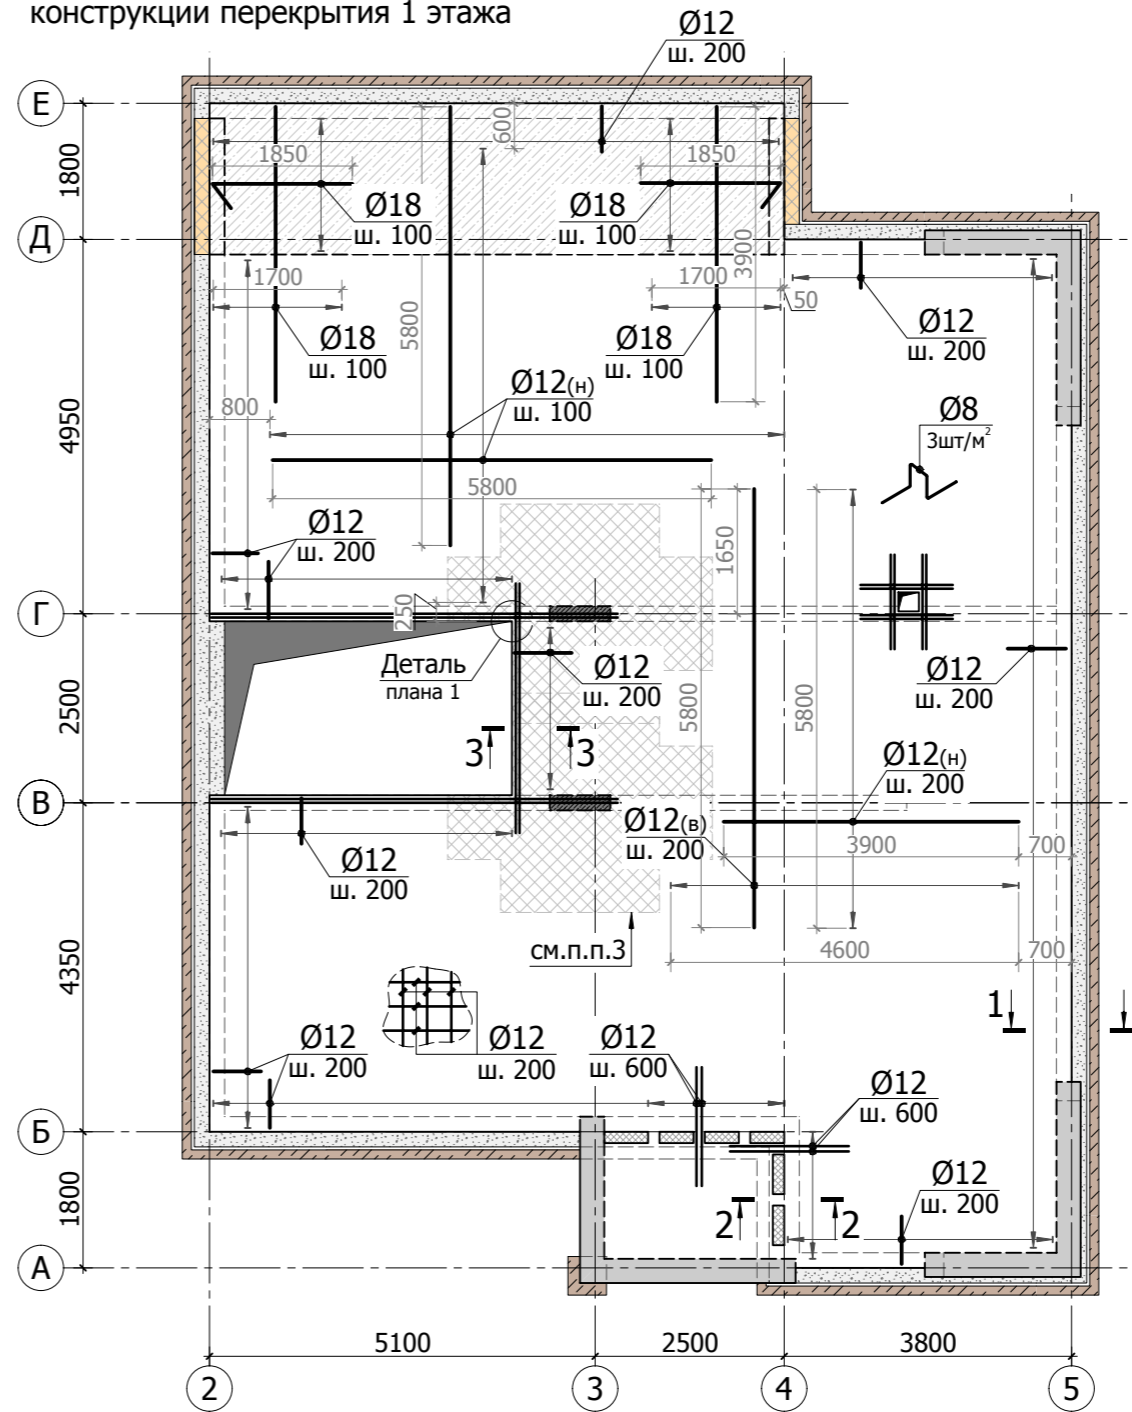 конструкции перекрытия 1 этажа
Ø12
ш. 200
Е
600
1850
1850
1800
Ø18
ш. 100
Ø18
ш. 100
Д
3900
1700
1700
50
5800
Ø12
ш. 200
Ø18
ш. 100
Ø18
ш. 100
Ø12(н)
ш. 100
800
Ø8
3шт/м²
4950
5800
Ø12
ш. 200
1650
Г
250
Деталь
плана 1
Ø12
ш. 200
Ø12
ш. 200
2500
5800
5800
3
3
Ø12(н)
ш. 200
В
Ø12(в)
ш. 200
3900
700
Ø12
ш. 200
см.п.п.3
4600
700
4350
1
Ø12
ш. 200
Ø12
ш. 200
Ø12
ш. 600
Ø12
ш. 600
Б
Ø12
ш. 200
1800
2
2
А
5100
2500
3800
2
3
4
5